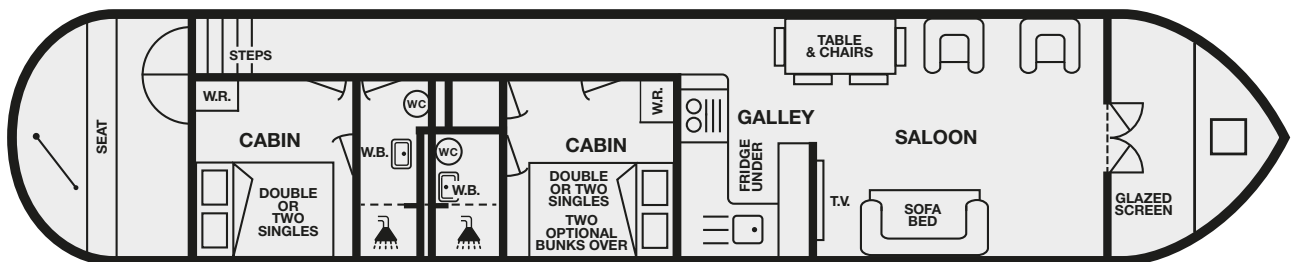 SEAT
STEPS
W.R.
CABIN
DOUBLE
OR
TWO
SINGLES
WC
W.B.
WC
W.B.
W.R.
CABIN
DOUBLE
OR TWO
SINGLES
TWO
OPTIONAL
BUNKS OVER
GALLEY
FRIDGE
UNDER
TABLE
& CHAIRS
T.V.
SALOON
SOFA
BED
GLAZED
SCREEN